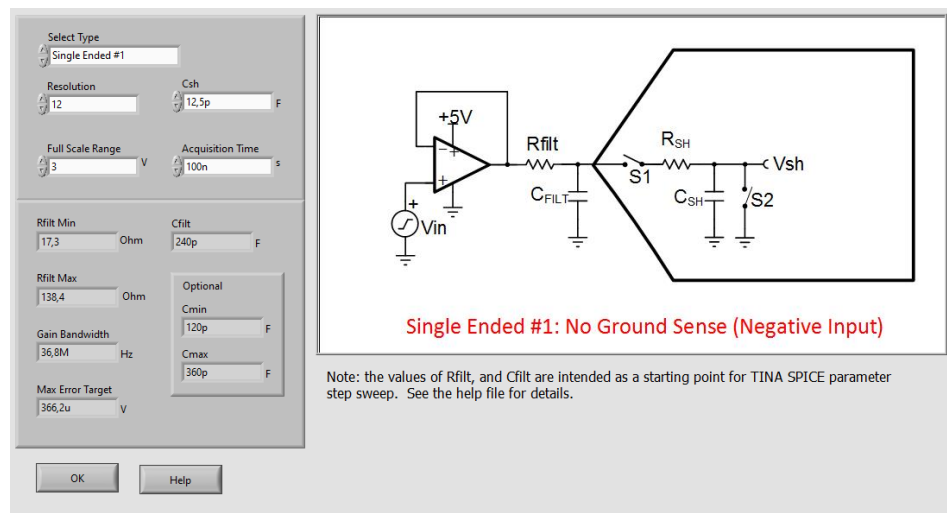 Select Type
Single Ended #1
Resolution
12
Csh
12,5p F
Full Scale Range
3 V
Acquisition Time
100n s
Rfilt Min
17,3 Ohm
Cfilt
240p F
Rfilt Max
138,4 Ohm
Optional
Cmin
120p F
Gain Bandwidth
36,8M Hz
Cmax
360p F
Max Error Target
366,2u V
OK
Help
+5V
Rfilt
CFILT
Vin
S1
RSH
CSH
S2
Vsh
Single Ended #1: No Ground Sense (Negative Input)
Note: the values of Rfilt, and Cfilt are intended as a starting point for TINA SPICE parameter
step sweep. See the help file for details.